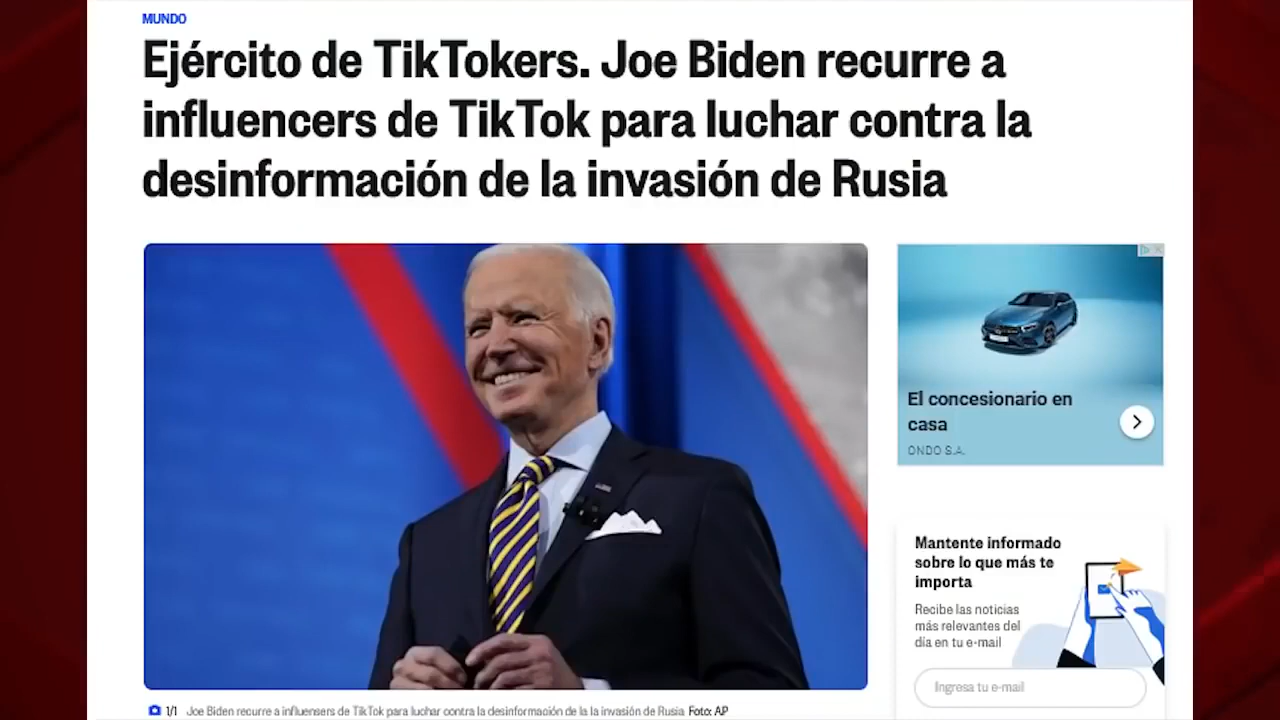 MUNDO
Ejército de TikTokers. Joe Biden recurre a
influencers de TikTok para luchar contra la
desinformación de la invasión de Rusia
El concesionario en
casa
ONDO S.A.
Mantente informado
sobre lo que más te
importa
Recibe las noticias
más relevantes del
día en tu e-mail
Ingresa tu e-mail
1/1 Joe Biden recurre a influensers de TikTok para luchar contra la desinformación de la la invasión de Rusia Foto: AP